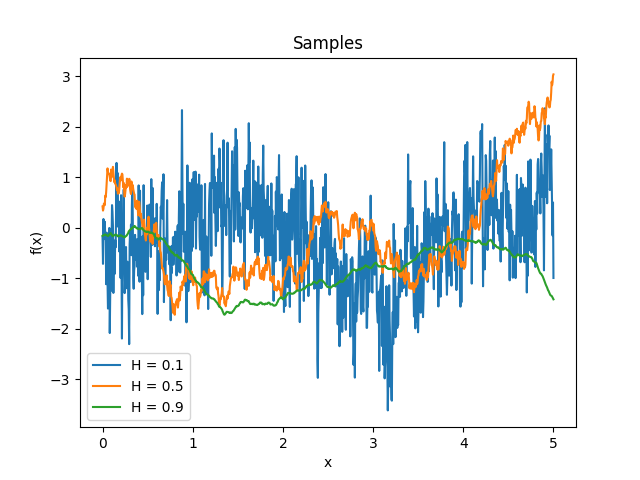 Samples
f(x)
3
2
1
0
−1
−2
−3
H = 0.1
H = 0.5
H = 0.9
0 1 2 3 4 5
x